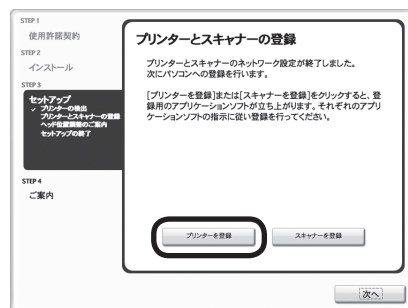 STEP 1
使用許諾契約
STEP 2
インストール
STEP 3
セットアップ
プリンターの検出
プリンターとスキャナーの登録
ヘッド位置調整のご案内
セットアップの終了
STEP 4
ご案内
プリンターとスキャナーの登録
プリンターとスキャナーのネットワーク設定が終了しました。
次にパソコンへの登録を行います。
[プリンターを登録]または[スキャナーを登録]をクリックすると、登
録用のアプリケーションソフトが立ち上がります。それぞれのアプリ
ケーションソフトの指示に従い登録を行ってください。
プリンターを登録
スキャナーを登録
次へ